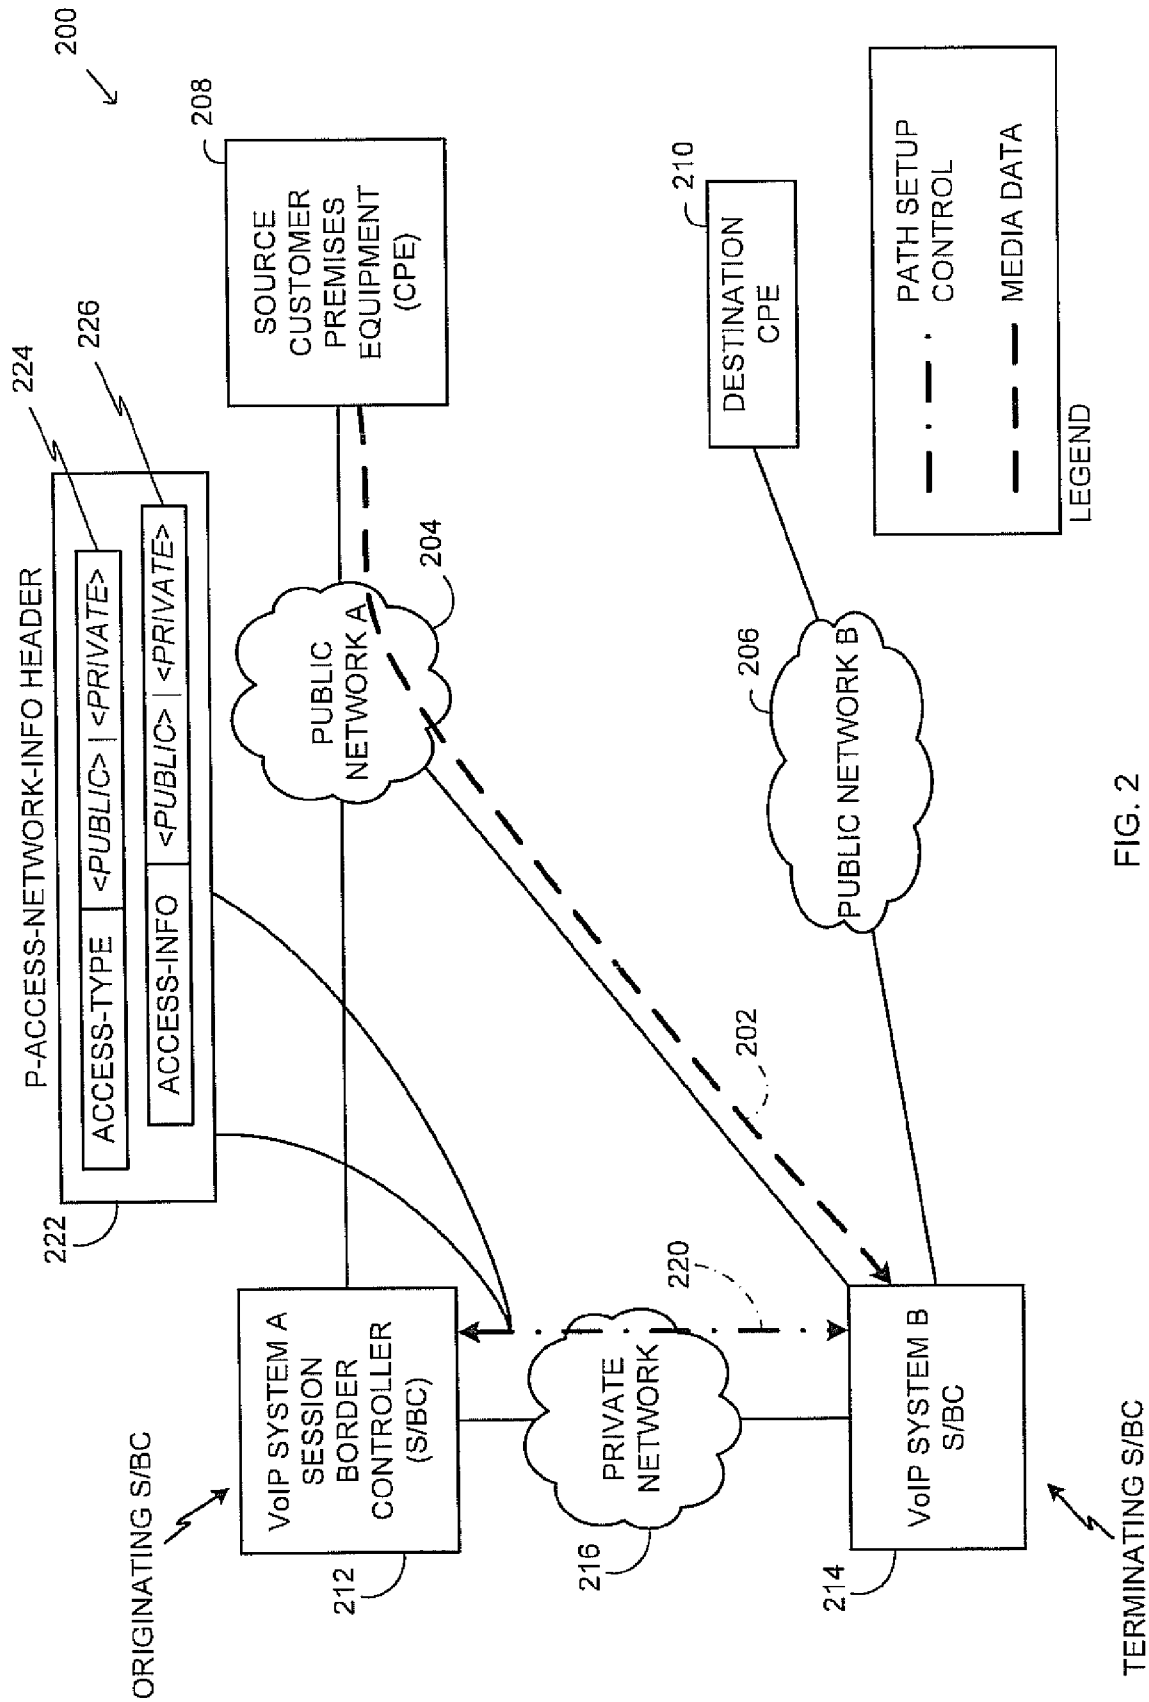 200
P-ACCESS-NETWORK-INFO HEADER
222
ACCESS-TYPE
<PUBLIC> | <PRIVATE>
224
ACCESS-INFO
<PUBLIC> | <PRIVATE>
226
ORIGINATING S/BC
212
VoIP SYSTEM A
SESSION
BORDER
CONTROLLER
(S/BC)
PUBLIC
NETWORK A
204
SOURCE
CUSTOMER
PREMISES
EQUIPMENT
(CPE)
208
216
PRIVATE
NETWORK
220
202
206
PUBLIC NETWORK B
DESTINATION
CPE
210
214
VoIP SYSTEM B
S/BC
TERMINATING S/BC
PATH SETUP
CONTROL
MEDIA DATA
LEGEND
FIG. 2